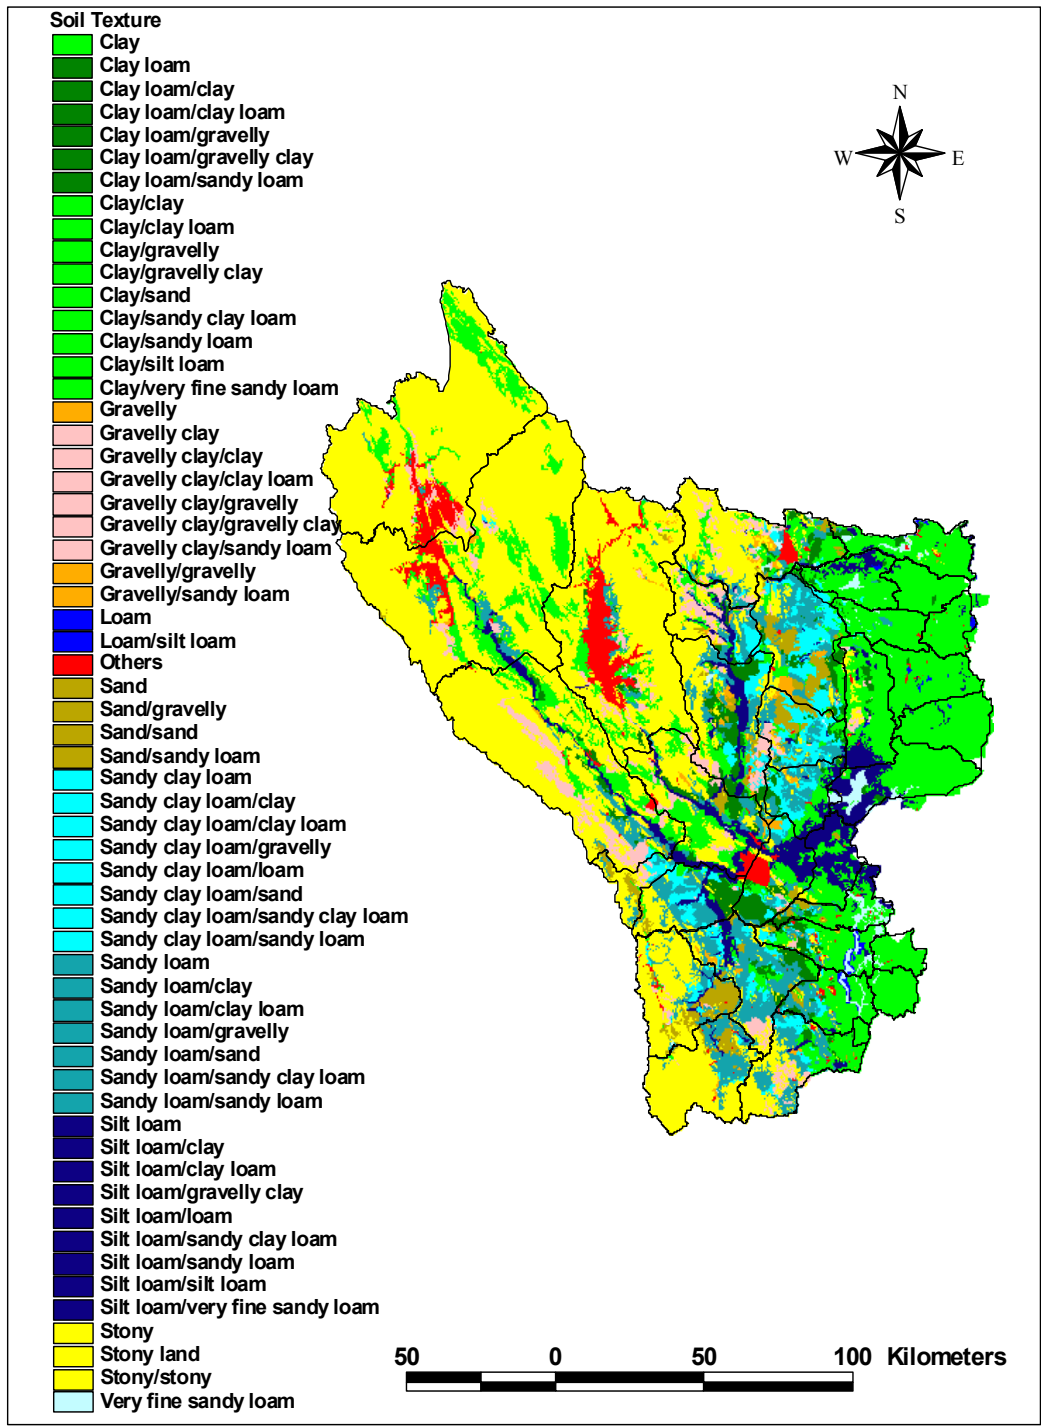 Soil Texture
Clay
Clay loam
Clay loam/clay
Clay loam/clay loam
Clay loam/gravelly
Clay loam/gravelly clay
Clay loam/sandy loam
Clay/clay
Clay/clay loam
Clay/gravelly
Clay/gravelly clay
Clay/sand
Clay/sandy clay loam
Clay/sandy loam
Clay/silt loam
Clay/very fine sandy loam
Gravelly
Gravelly clay
Gravelly clay/clay
Gravelly clay/clay loam
Gravelly clay/gravelly
Gravelly clay/gravelly clay
Gravelly clay/sandy loam
Gravelly/gravelly
Gravelly/sandy loam
Loam
Loam/silt loam
Others
Sand
Sand/gravelly
Sand/sand
Sand/sandy loam
Sandy clay loam
Sandy clay loam/clay
Sandy clay loam/clay loam
Sandy clay loam/gravelly
Sandy clay loam/loam
Sandy clay loam/sand
Sandy clay loam/sandy clay loam
Sandy clay loam/sandy loam
Sandy loam
Sandy loam/clay
Sandy loam/clay loam
Sandy loam/gravelly
Sandy loam/sand
Sandy loam/sandy clay loam
Sandy loam/sandy loam
Silt loam
Silt loam/clay
Silt loam/clay loam
Silt loam/gravelly clay
Silt loam/loam
Silt loam/sandy clay loam
Silt loam/sandy loam
Silt loam/silt loam
Silt loam/very fine sandy loam
Stony
Stony land
Stony/stony
Very fine sandy loam
N
W E
S
50 0 50 100 Kilometers